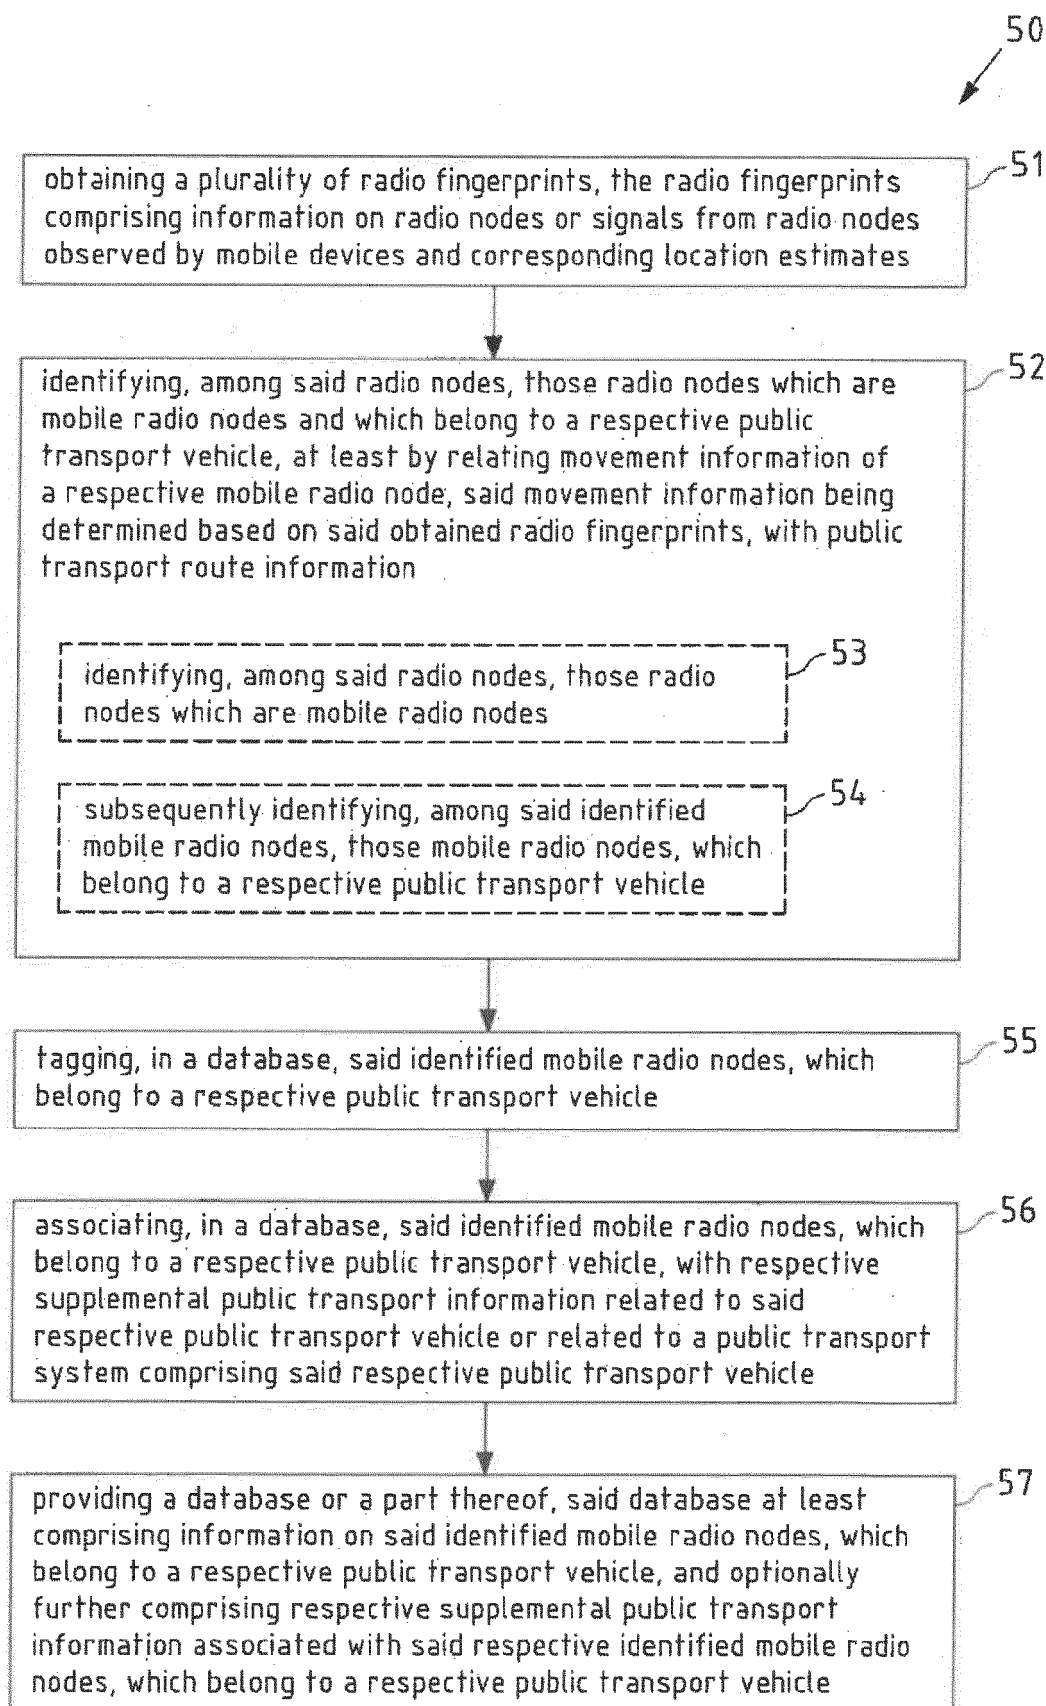 50
51
obtaining a plurality of radio fingerprints, the radio fingerprints
comprising information on radio nodes or signals from radio nodes
observed by mobile devices and corresponding location estimates
52
identifying, among said radio nodes, those radio nodes which are
mobile radio nodes and which belong to a respective public
transport vehicle, at least by relating movement information of
a respective mobile radio node, said movement information being
determined based on said obtained radio fingerprints, with public
transport route information
53
identifying, among said radio nodes, those radio
nodes which are mobile radio nodes
54
subsequently identifying, among said identified
mobile radio nodes, those mobile radio nodes, which
belong to a respective public transport vehicle
55
tagging, in a database, said identified mobile radio nodes, which
belong to a respective public transport vehicle
56
associating, in a database, said identified mobile radio nodes, which
belong to a respective public transport vehicle, with respective
supplemental public transport information related to said
respective public transport vehicle or related to a public transport
system comprising said respective public transport vehicle
57
providing a database or a part thereof, said database at least
comprising information on said identified mobile radio nodes, which
belong to a respective public transport vehicle, and optionally
further comprising respective supplemental public transport
information associated with said respective identified mobile radio
nodes, which belong to a respective public transport vehicle